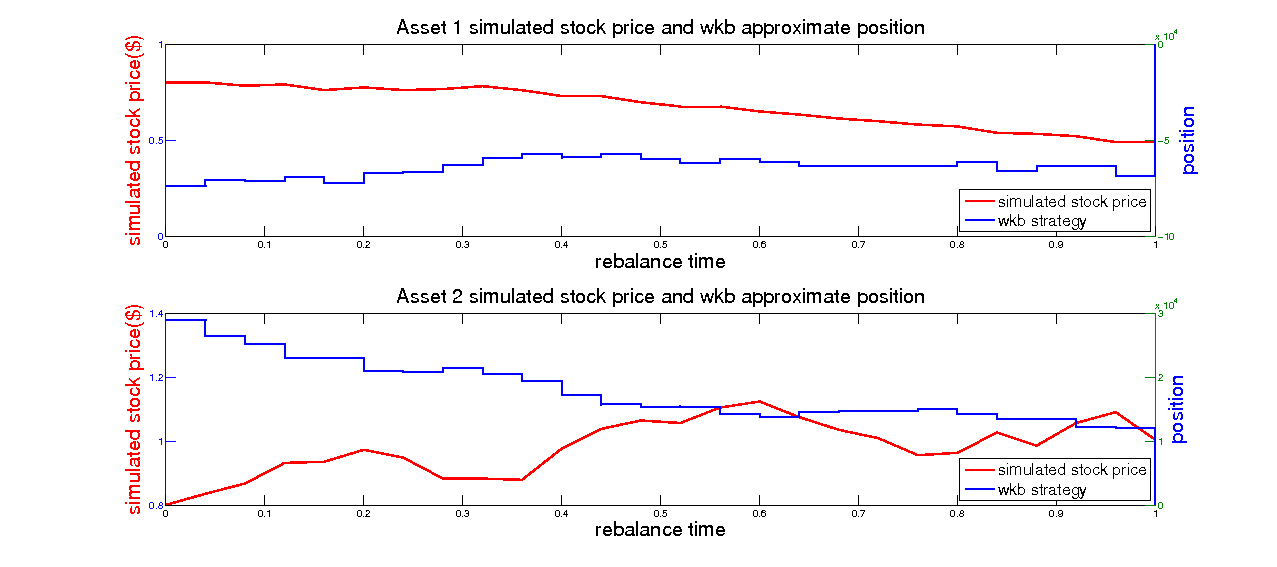 Asset 1 simulated stock price and wkb approximate position
x 10^4
1
0.5
0
0
-5
-10
simulated stock price($)
position
simulated stock price
wkb strategy
0 0.1 0.2 0.3 0.4 0.5 0.6 0.7 0.8 0.9 1
rebalance time
Asset 2 simulated stock price and wkb approximate position
x 10^4
1.4
1.2
1
0.8
3
2
1
0
simulated stock price($)
position
simulated stock price
wkb strategy
0 0.1 0.2 0.3 0.4 0.5 0.6 0.7 0.8 0.9 1
rebalance time